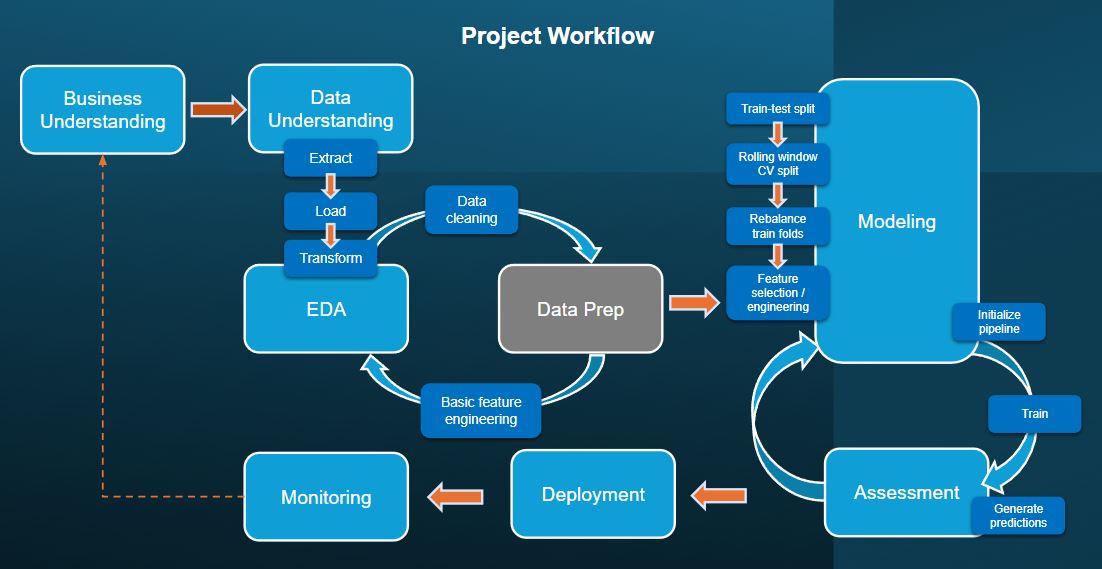 Project Workflow
Business
Understanding
Data
Understanding
Extract
Load
Transform
EDA
Data
cleaning
Data Prep
Basic feature
engineering
Train-test split
Rolling window
CV split
Rebalance
train folds
Feature
selection /
engineering
Modeling
Initialize
pipeline
Train
Generate
predictions
Assessment
Deployment
Monitoring